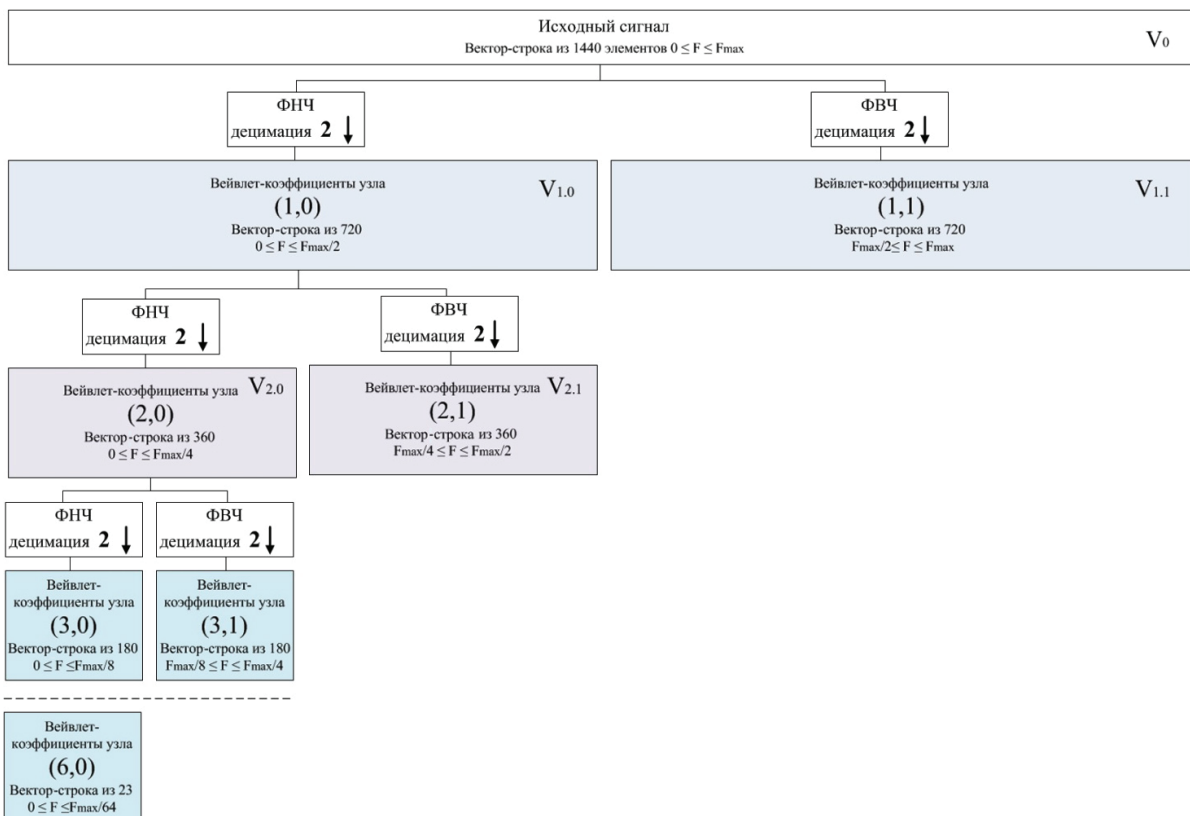 Исходный сигнал
Вектор-строка из 1440 элементов 0 ≤ F ≤ Fmax
V0
ФНЧ
децимация 2 ↓
ФВЧ
децимация 2 ↓
Вейвлет-коэффициенты узла
V1.0
(1,0)
Вектор-строка из 720
0 ≤ F ≤ Fmax/2
Вейвлет-коэффициенты узла
V1.1
(1,1)
Вектор-строка из 720
Fmax/2≤ F ≤ Fmax
ФНЧ
децимация 2 ↓
ФВЧ
децимация 2 ↓
Вейвлет-коэффициенты узла V2.0
(2,0)
Вектор-строка из 360
0 ≤ F ≤ Fmax/4
Вейвлет-коэффициенты узла V2.1
(2,1)
Вектор-строка из 360
Fmax/4 ≤ F ≤ Fmax/2
ФНЧ
децимация 2 ↓
ФВЧ
децимация 2 ↓
Вейвлет-
коэффициенты узла
(3,0)
Вектор-строка из 180
0 ≤ F ≤Fmax/8
Вейвлет-
коэффициенты узла
(3,1)
Вектор-строка из 180
Fmax/8 ≤ F ≤ Fmax/4
Вейвлет-
коэффициенты узла
(6,0)
Вектор-строка из 23
0 ≤ F ≤Fmax/64